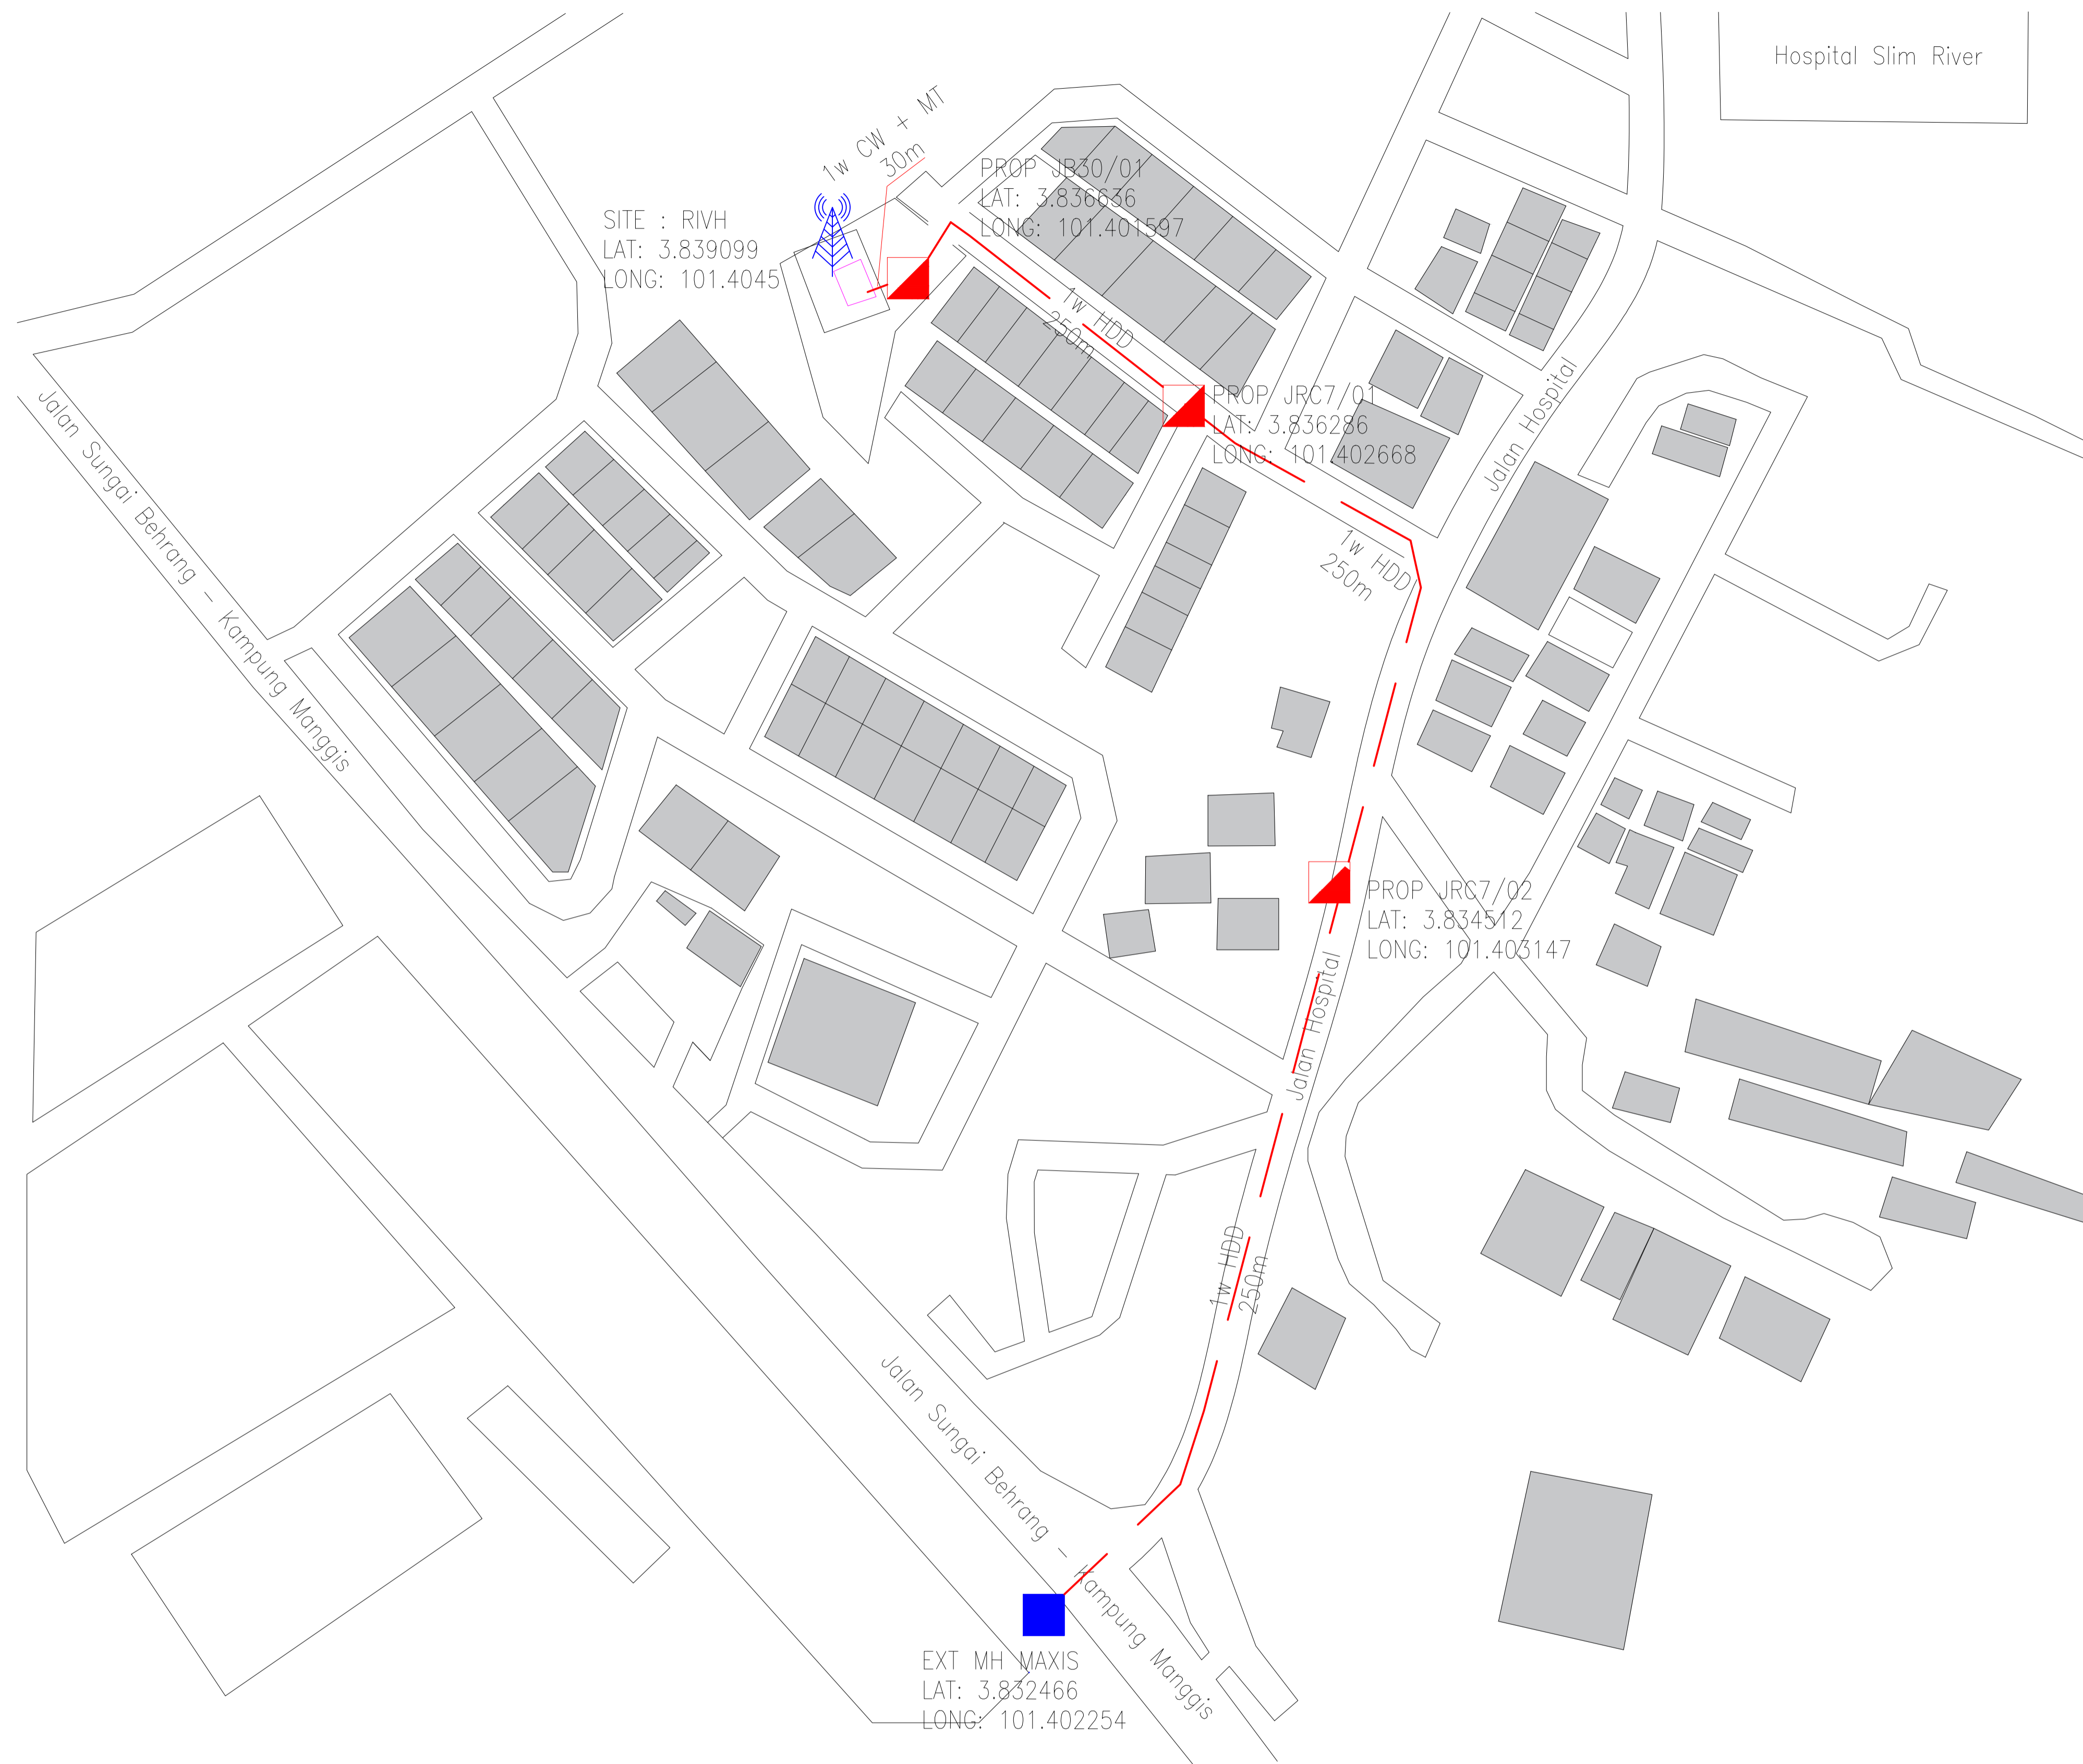 Hospital Slim River
1w CW + MT
30m
PROP JB30/01
LAT: 3.836636
LONG: 101.401597
SITE : RIVH
LAT: 3.839099
LONG: 101.4045
1w HDD
250m
PROP JRC7/01
LAT: 3.836286
LONG: 101.402668
Jalan Hospital
Jalan Sungai Behrang - Kampung Manggis
1w HDD
250m
PROP JRC7/02
LAT: 3.834512
LONG: 101.403147
Jalan Hospital
1w HDD
250m
Jalan Sungai Behrang - Kampung Manggis
EXT MH MAXIS
LAT: 3.832466
LONG: 101.402254